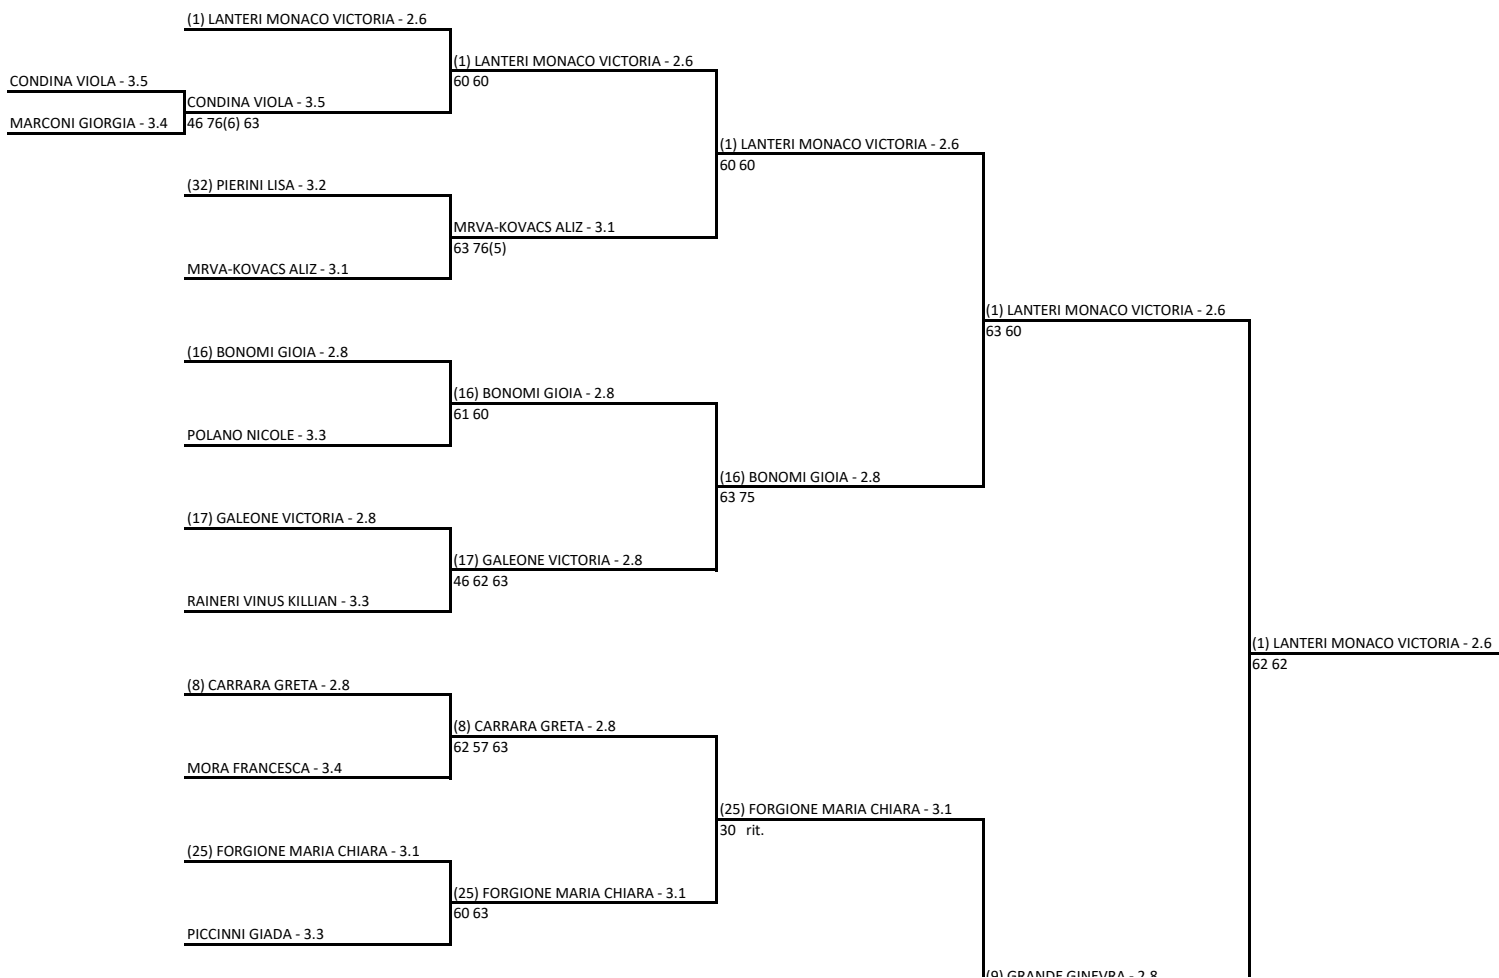 (1) LANTERI MONACO VICTORIA - 2.6
(1) LANTERI MONACO VICTORIA - 2.6
CONDINA VIOLA - 3.5
60 60
CONDINA VIOLA - 3.5
MARCONI GIORGIA - 3.4
46 76(6) 63
(1) LANTERI MONACO VICTORIA - 2.6
60 60
(32) PIERINI LISA - 3.2
MRVA-KOVACS ALIZ - 3.1
63 76(5)
MRVA-KOVACS ALIZ - 3.1
(1) LANTERI MONACO VICTORIA - 2.6
63 60
(16) BONOMI GIOIA - 2.8
(16) BONOMI GIOIA - 2.8
61 60
POLANO NICOLE - 3.3
(16) BONOMI GIOIA - 2.8
63 75
(17) GALEONE VICTORIA - 2.8
(17) GALEONE VICTORIA - 2.8
46 62 63
RAINERI VINUS KILLIAN - 3.3
(1) LANTERI MONACO VICTORIA - 2.6
62 62
(8) CARRARA GRETA - 2.8
(8) CARRARA GRETA - 2.8
62 57 63
MORA FRANCESCA - 3.4
(25) FORGIONE MARIA CHIARA - 3.1
30 rit.
(25) FORGIONE MARIA CHIARA - 3.1
(25) FORGIONE MARIA CHIARA - 3.1
60 63
PICCINNI GIADA - 3.3
(9) GRANDE GINEVRA - 2.8